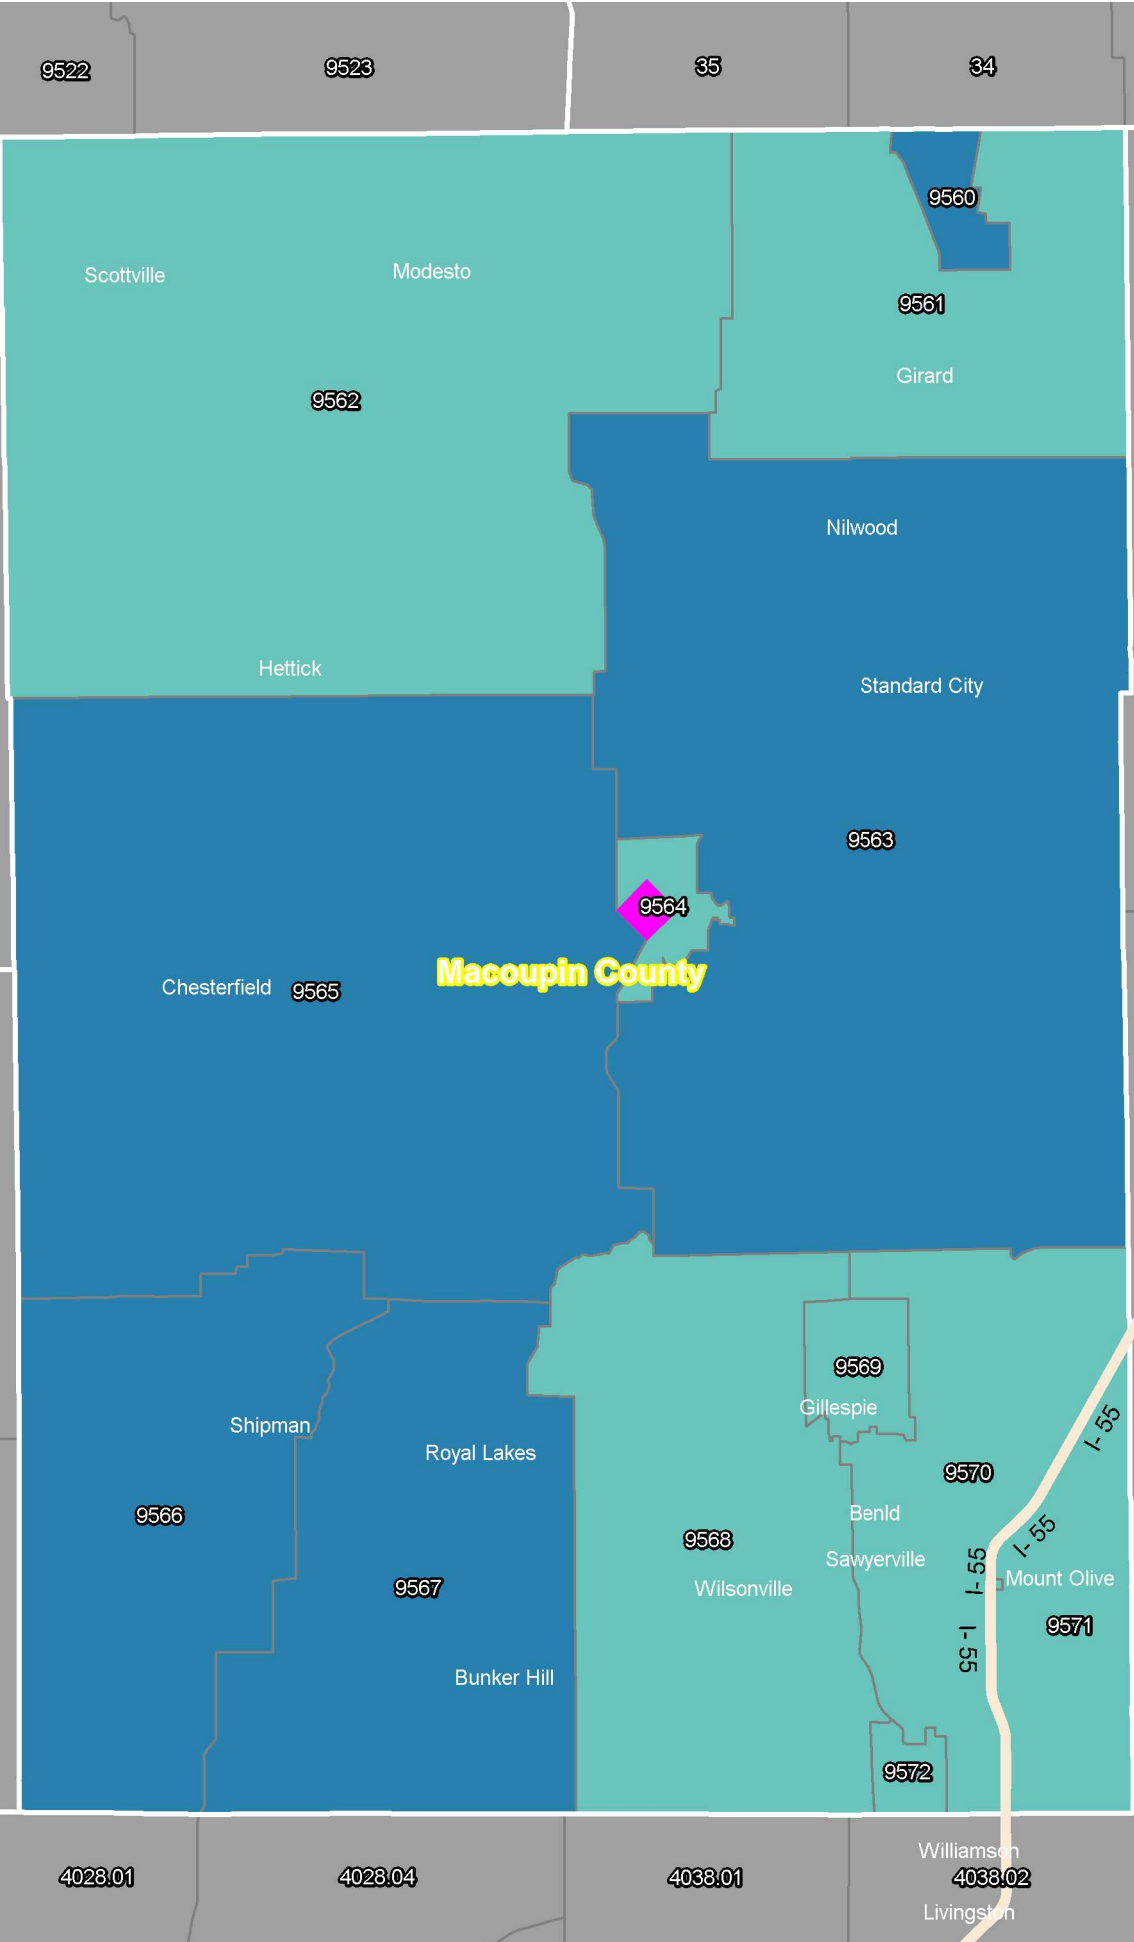 9522
9523
35
34
9560
Scottville
Modesto
9561
Girard
9562
Nilwood
Hettick
Standard City
9563
9564
Macoupin County
Chesterfield
9565
9569
Gillespie
I-55
Shipman
Royal Lakes
9570
9566
Benld
I-55
9568
Sawyerville
I-55
Mount Olive
9567
Wilsonville
9571
I-55
Bunker Hill
9572
Williamson
4028.01
4028.04
4038.01
4038.02
Livingston